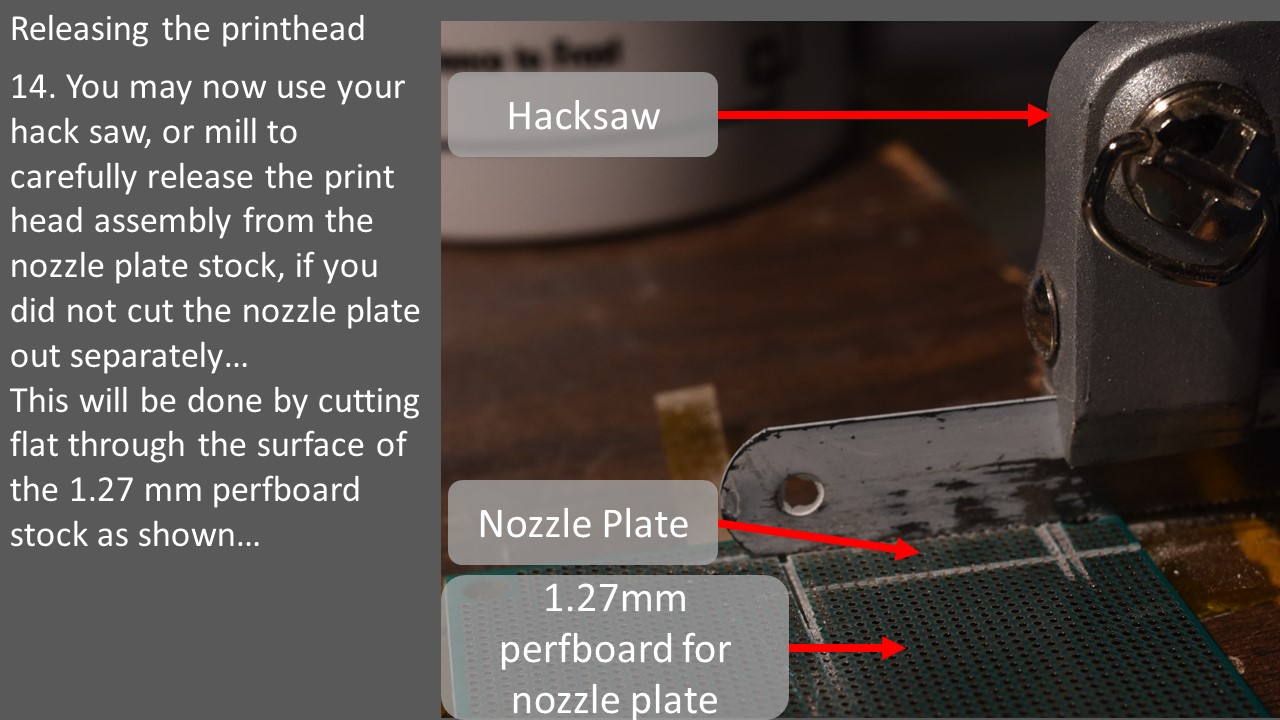 Releasing the printhead
14. You may now use your
hack saw, or mill to
carefully release the print
head assembly from the
nozzle plate stock, if you
did not cut the nozzle plate
out separately…
This will be done by cutting
flat through the surface of
the 1.27 mm perfboard
stock as shown…
Hacksaw
Nozzle Plate
1.27mm
perfboard for
nozzle plate